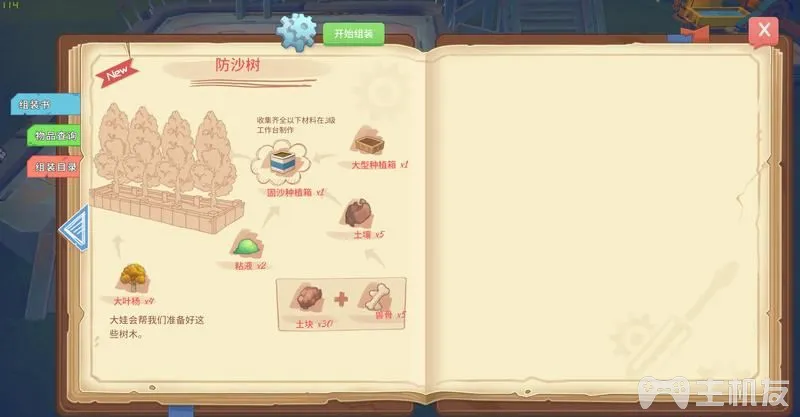 114
开始组装
New
防沙树
组装书
物品查询
组装目录
收集齐全以下材料在3级
工作台制作
大型种植箱 x1
固沙种植箱 x1
土壤 x5
粘液 x2
大叶杨 x4
土块 x30
兽骨 x5
大娃会帮我们准备好这
些树木。
主机友